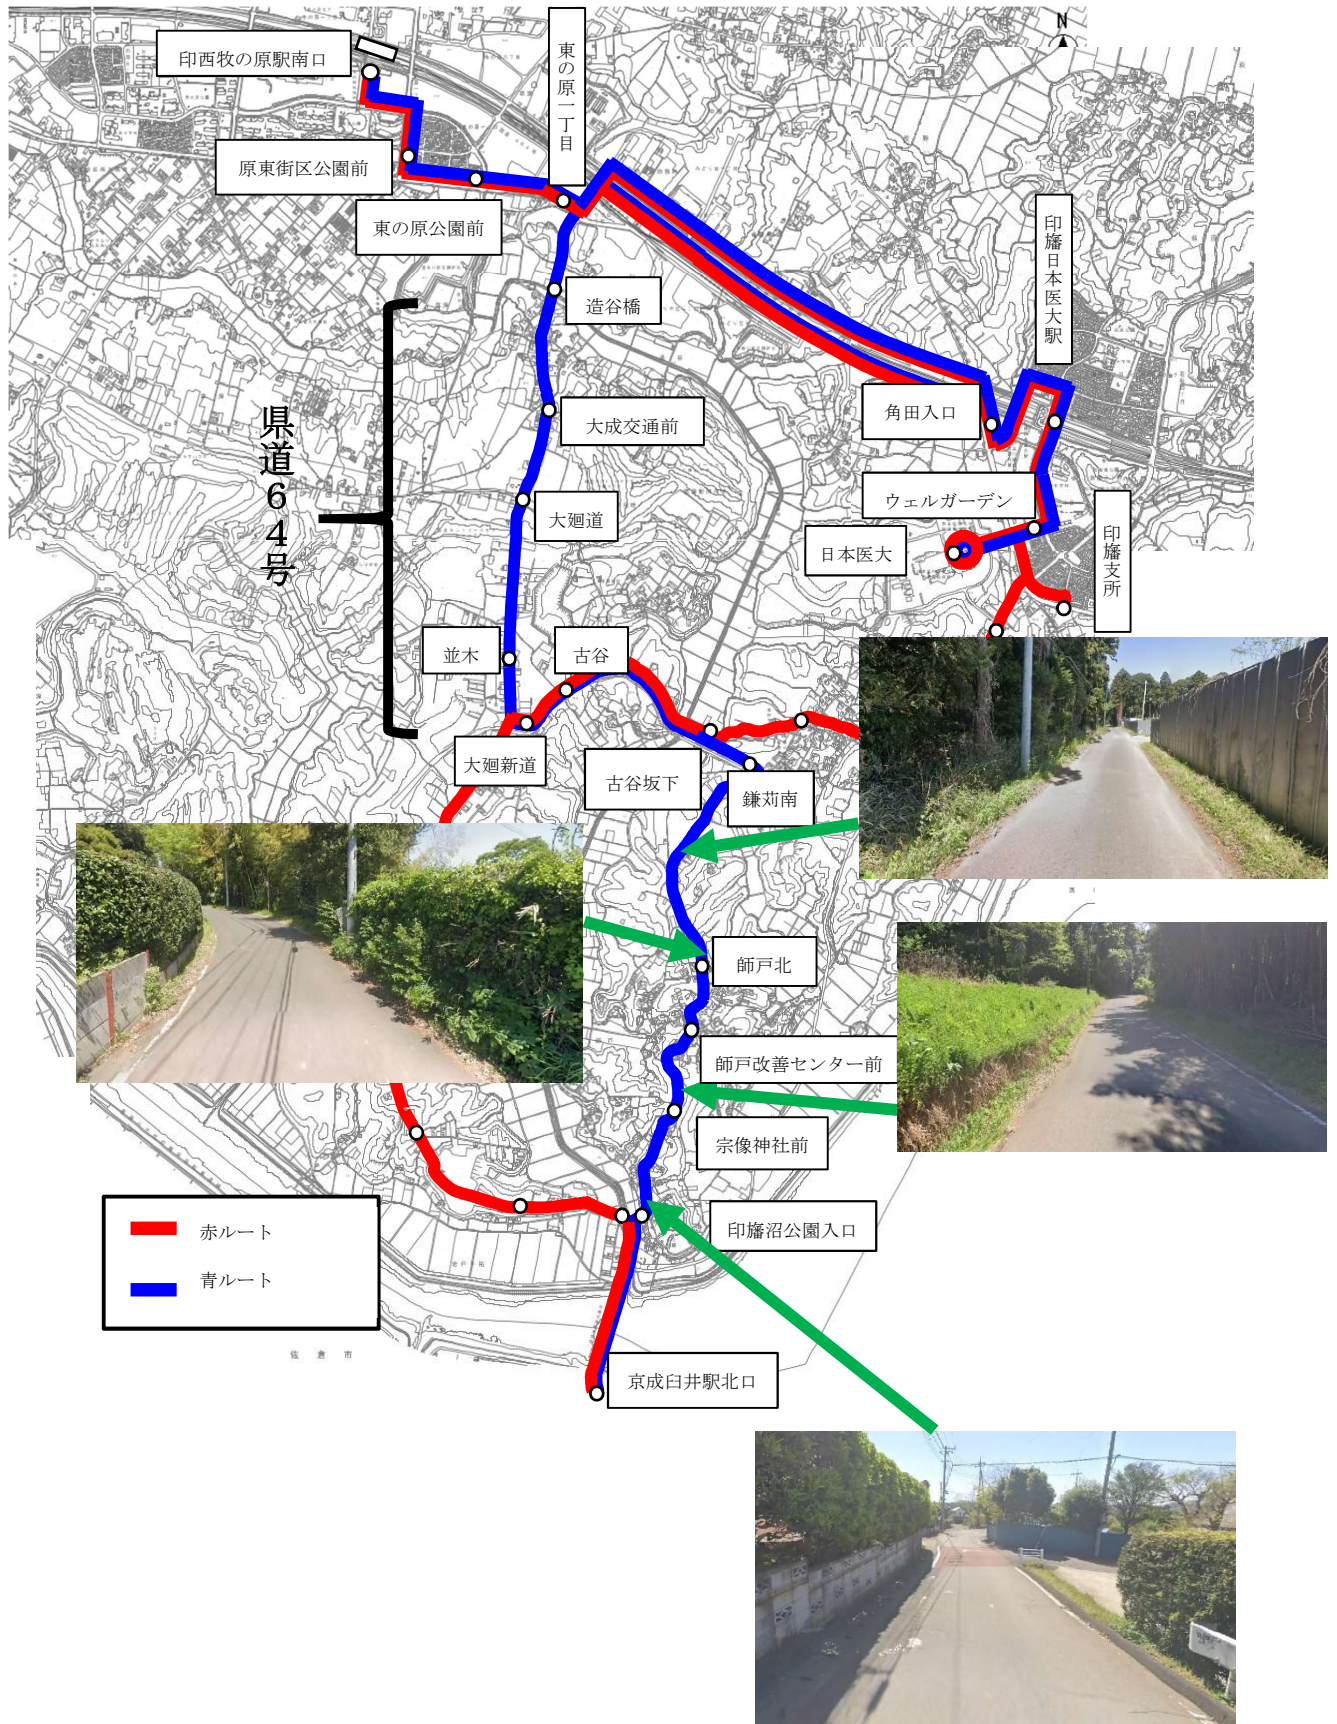 N
印西牧の原駅南口
東の原一丁目
原東街区公園前
東の原公園前
印旛日本医大駅
造谷橋
角田入口
大成交通前
県道64号
ウェルガーデン
大廻道
日本医大
印旛支所
並木
古谷
大廻新道
古谷坂下
鎌苅南
師戸北
師戸改善センター前
宗像神社前
印旛沼公園入口
赤ルート
青ルート
佐倉市
京成臼井駅北口